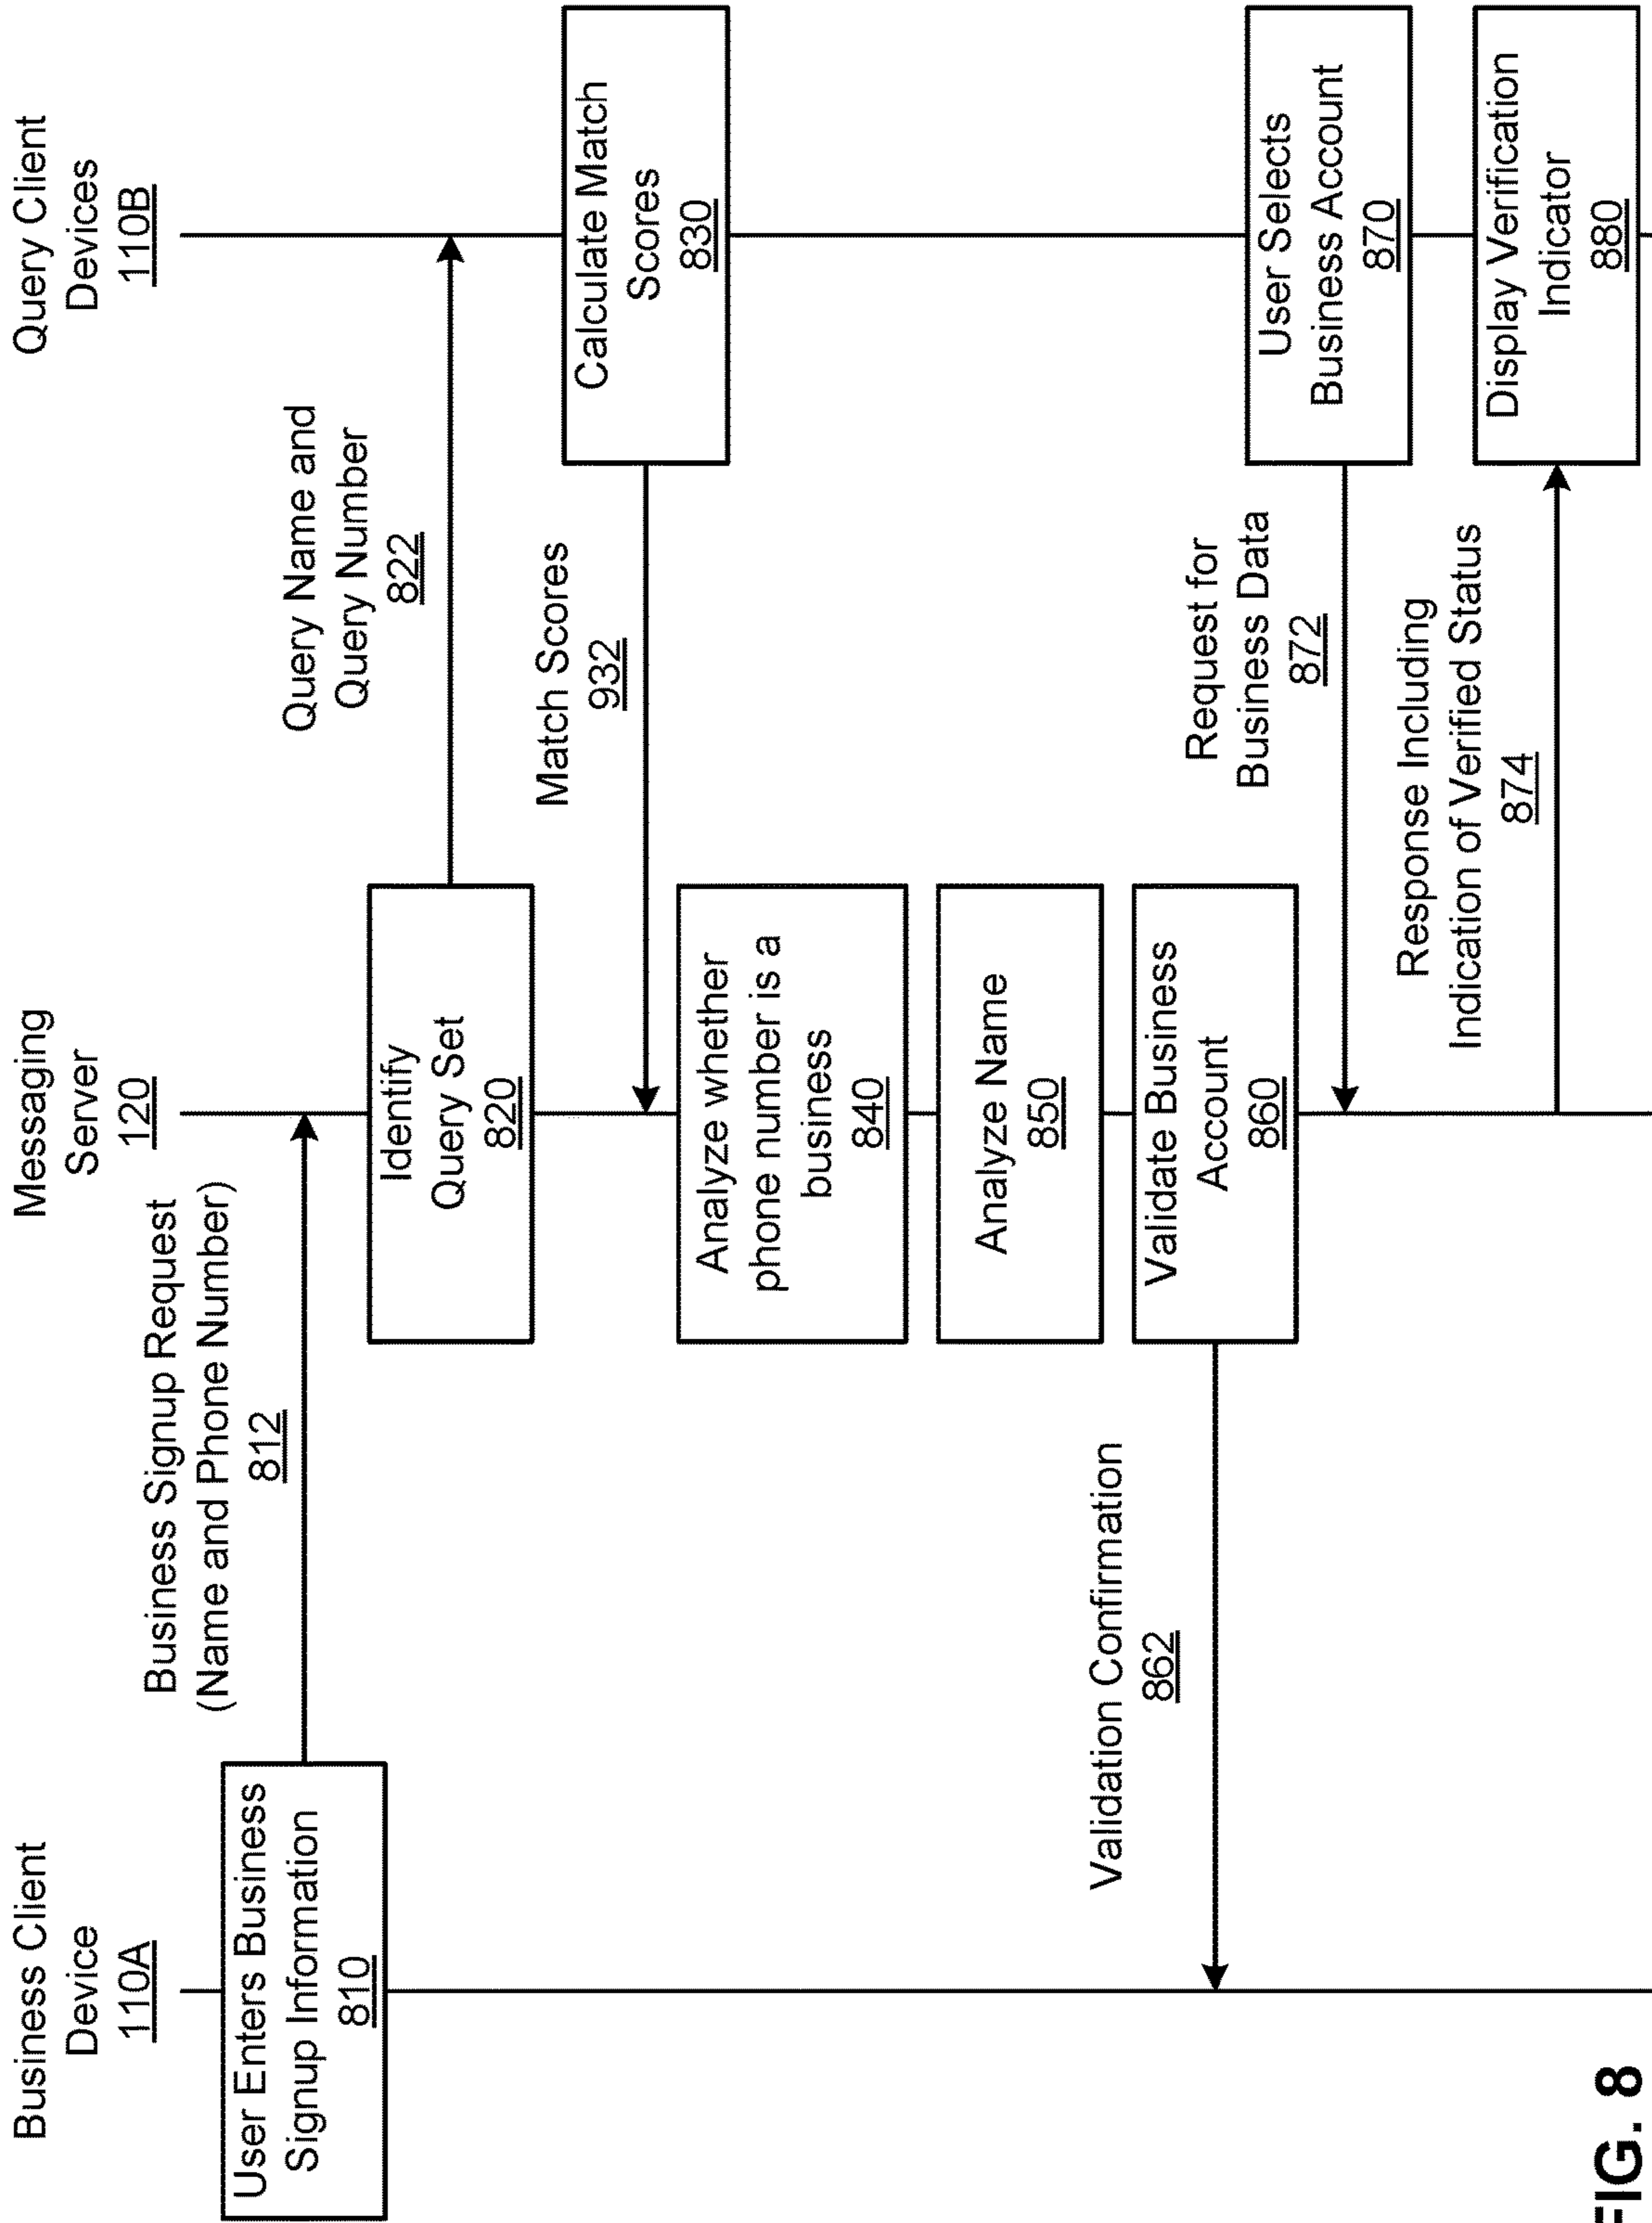 Business Client
Device
110A
Messaging
Server
120
Query Client
Devices
110B
User Enters Business
Signup Information
810
Business Signup Request
(Name and Phone Number)
812
Identify
Query Set
820
Query Name and
Query Number
822
Calculate Match
Scores
830
Match Scores
932
Analyze whether
phone number is a
business
840
Analyze Name
850
Validate Business
Account
860
Validation Confirmation
862
User Selects
Business Account
870
Request for
Business Data
872
Response Including
Indication of Verified Status
874
Display Verification
Indicator
880
FIG. 8